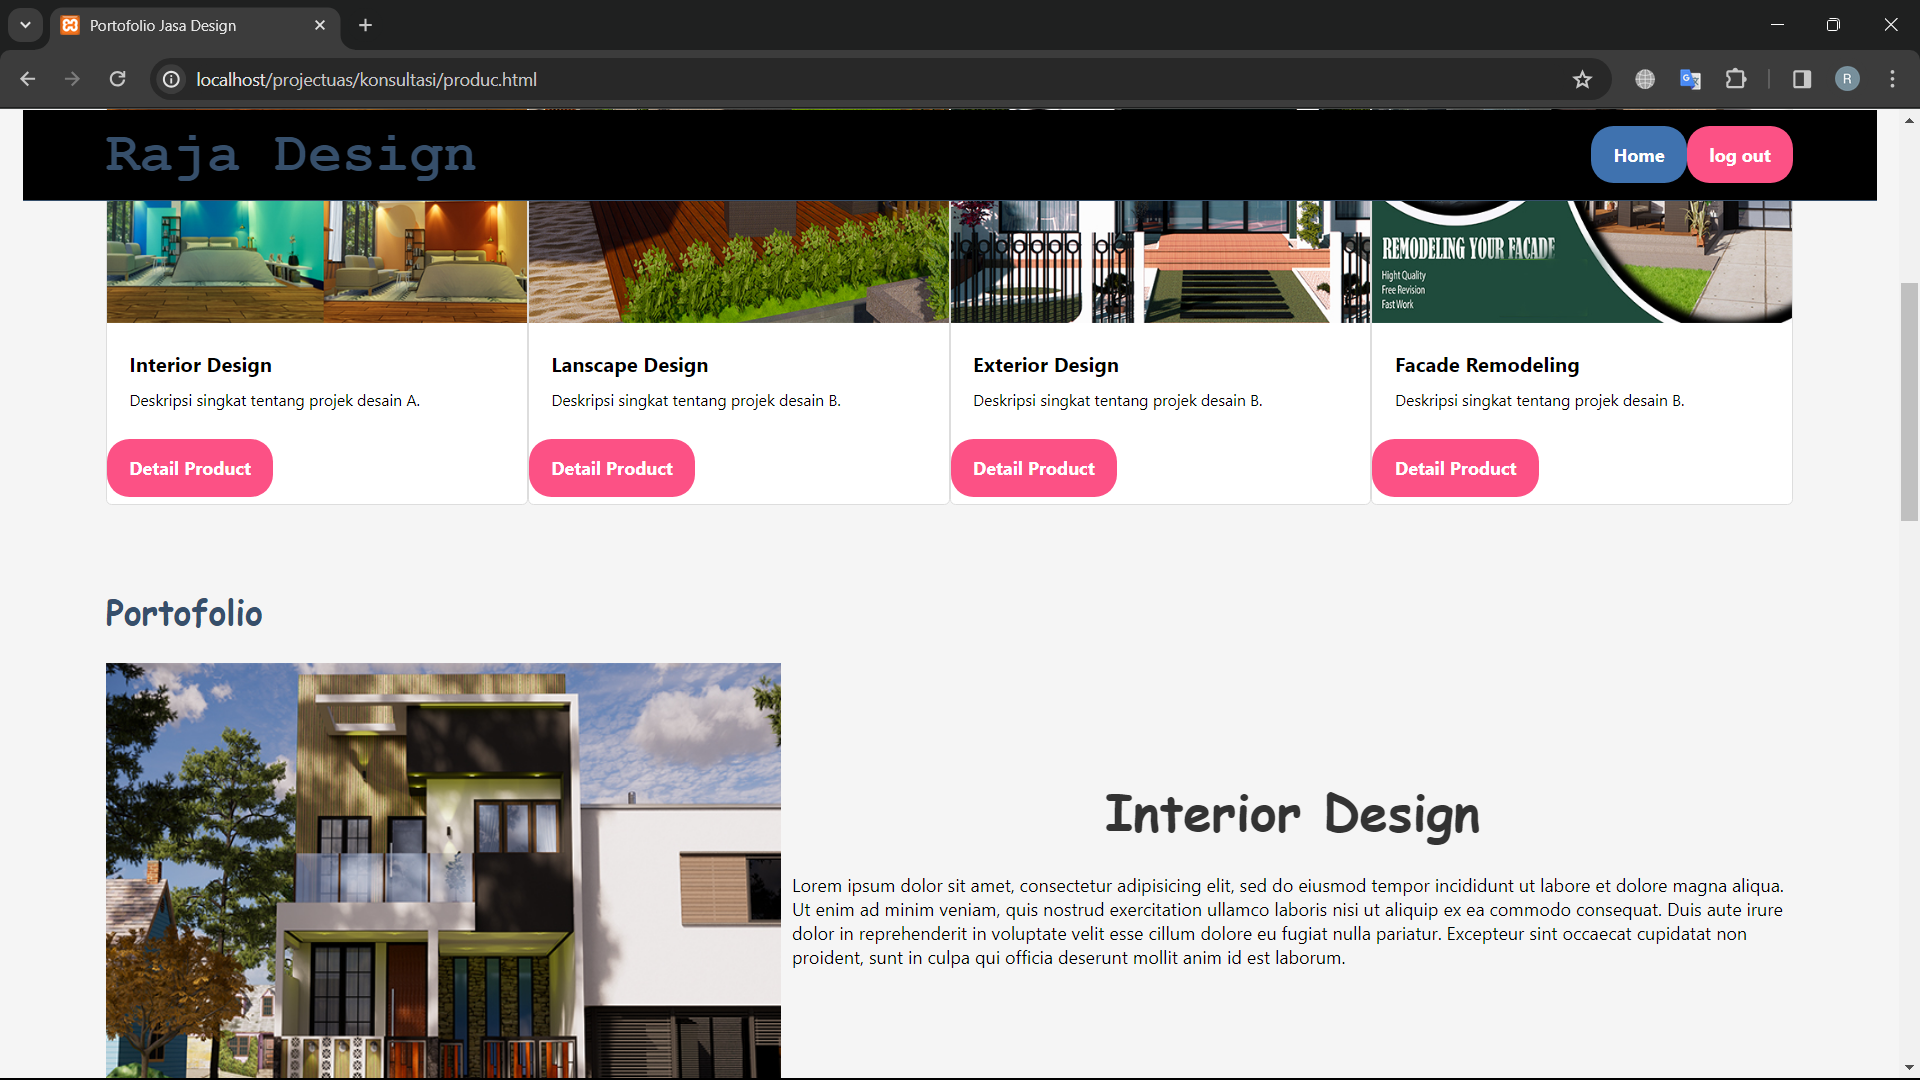 Portofolio Jasa Design
localhost/projectuas/konsultasi/produc.html
R
Raja Design
Home
log out
REMODELING YOUR FACADE
Hight Quality
Free Revision
Fast Work
Interior Design
Deskripsi singkat tentang projek desain A.
Detail Product
Lanscape Design
Deskripsi singkat tentang projek desain B.
Detail Product
Exterior Design
Deskripsi singkat tentang projek desain B.
Detail Product
Facade Remodeling
Deskripsi singkat tentang projek desain B.
Detail Product
Portofolio
Interior Design
Lorem ipsum dolor sit amet, consectetur adipisicing elit, sed do eiusmod tempor incididunt ut labore et dolore magna aliqua.
Ut enim ad minim veniam, quis nostrud exercitation ullamco laboris nisi ut aliquip ex ea commodo consequat. Duis aute irure
dolor in reprehenderit in voluptate velit esse cillum dolore eu fugiat nulla pariatur. Excepteur sint occaecat cupidatat non
proident, sunt in culpa qui officia deserunt mollit anim id est laborum.